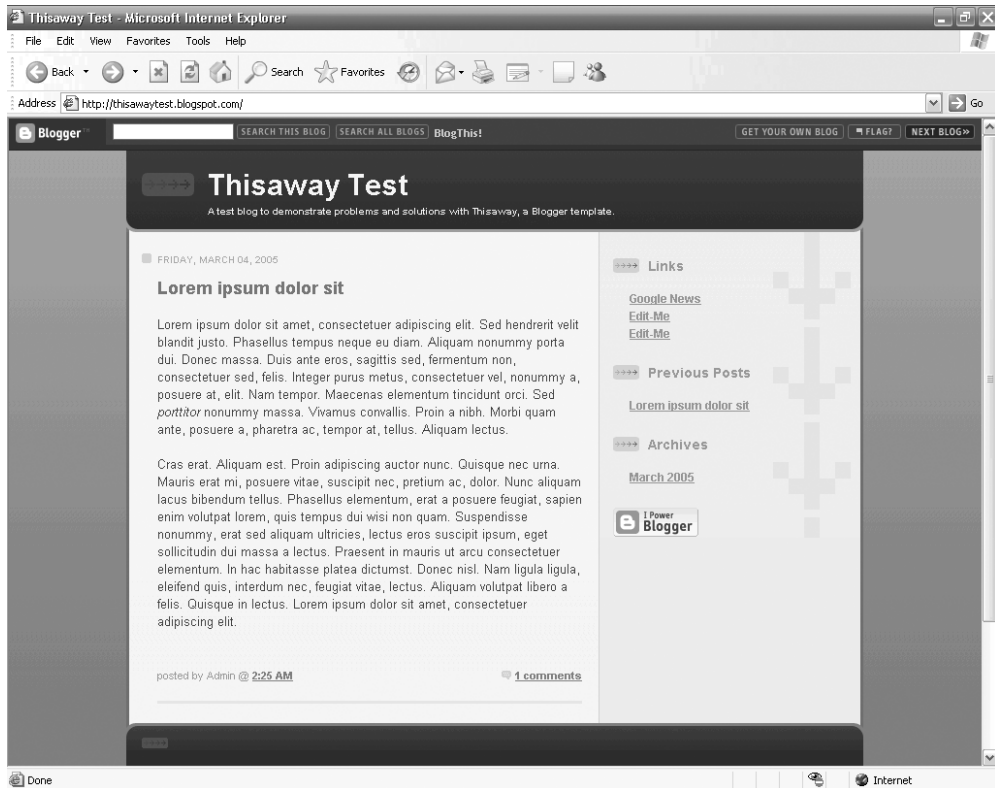 Thisaway Test - Microsoft Internet Explorer
File Edit View Favorites Tools Help
Back Search Favorites
Address http://thisawaytest.blogspot.com/ Go
Blogger™ SEARCH THIS BLOG SEARCH ALL BLOGS BlogThis! GET YOUR OWN BLOG FLAG? NEXT BLOG»
Thisaway Test
A test blog to demonstrate problems and solutions with Thisaway, a Blogger template.
FRIDAY, MARCH 04, 2005
Lorem ipsum dolor sit
Lorem ipsum dolor sit amet, consectetuer adipiscing elit. Sed hendrerit velit
blandit justo. Phasellus tempus neque eu diam. Aliquam nonummy porta
dui. Donec massa. Duis ante eros, sagittis sed, fermentum non,
consectetuer sed, felis. Integer purus metus, consectetuer vel, nonummy a,
posuere at, elit. Nam tempor. Maecenas elementum tincidunt orci. Sed
porttitor nonummy massa. Vivamus convallis. Proin a nibh. Morbi quam
ante, posuere a, pharetra ac, tempor at, tellus. Aliquam lectus.
Cras erat. Aliquam est. Proin adipiscing auctor nunc. Quisque nec urna.
Mauris erat mi, posuere vitae, suscipit nec, pretium ac, dolor. Nunc aliquam
lacus bibendum tellus. Phasellus elementum, erat a posuere feugiat, sapien
enim volutpat lorem, quis tempus dui wisi non quam. Suspendisse
nonummy, erat sed aliquam ultricies, lectus eros suscipit ipsum, eget
sollicitudin dui massa a lectus. Praesent in mauris ut arcu consectetuer
elementum. In hac habitasse platea dictumst. Donec nisl. Nam ligula ligula,
eleifend quis, interdum nec, feugiat vitae, lectus. Aliquam volutpat libero a
felis. Quisque in lectus. Lorem ipsum dolor sit amet, consectetuer
adipiscing elit.
posted by Admin @ 2:25 AM 1 comments
Links
Google News
Edit-Me
Edit-Me
Previous Posts
Lorem ipsum dolor sit
Archives
March 2005
I Power
Blogger
Done Internet